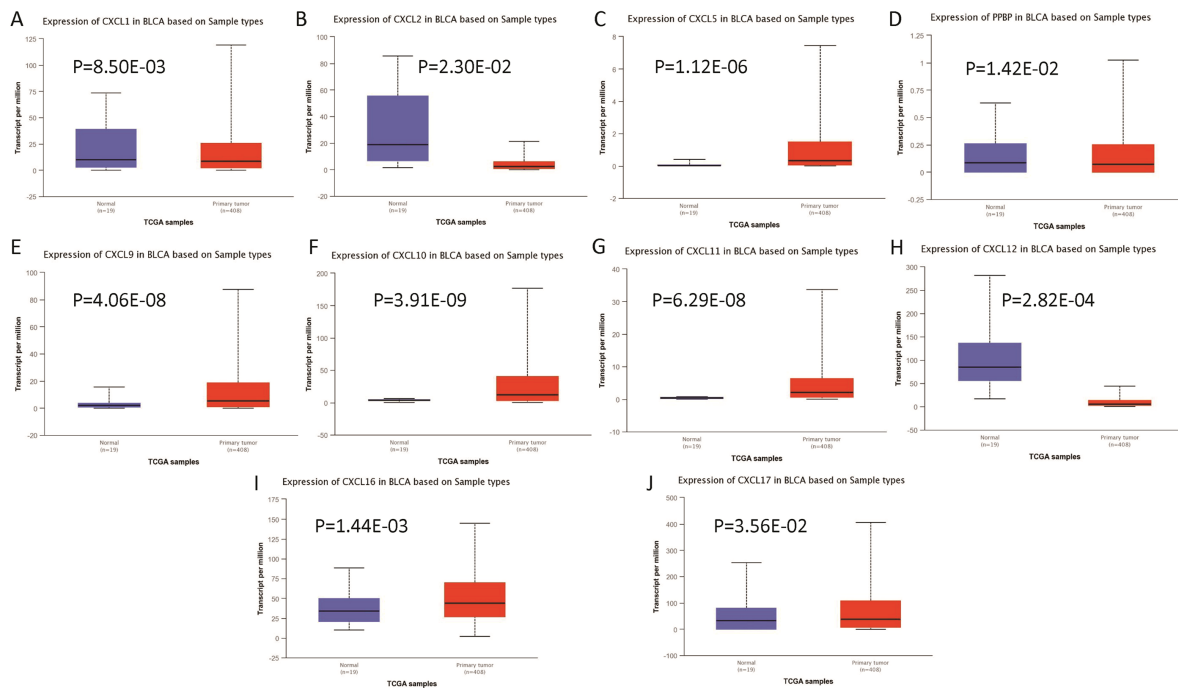 A
Expression of CXCL1 in BLCA based on Sample types
P=8.50E-03
Transcript per million
125
100
75
50
25
0
-25
Normal
(n=19)
Primary tumor
(n=408)
TCGA samples
B
Expression of CXCL2 in BLCA based on Sample types
P=2.30E-02
Transcript per million
100
80
60
40
20
0
-20
Normal
(n=19)
Primary tumor
(n=408)
TCGA samples
C
Expression of CXCL5 in BLCA based on Sample types
P=1.12E-06
Transcript per million
8
6
4
2
0
-2
Normal
(n=19)
Primary tumor
(n=408)
TCGA samples
D
Expression of PPBP in BLCA based on Sample types
P=1.42E-02
Transcript per million
1.25
1
0.75
0.5
0.25
0
-0.25
Normal
(n=19)
Primary tumor
(n=408)
TCGA samples
E
Expression of CXCL9 in BLCA based on Sample types
P=4.06E-08
Transcript per million
100
80
60
40
20
0
-20
Normal
(n=19)
Primary tumor
(n=408)
TCGA samples
F
Expression of CXCL10 in BLCA based on Sample types
P=3.91E-09
Transcript per million
200
150
100
50
0
-50
Normal
(n=19)
Primary tumor
(n=408)
TCGA samples
G
Expression of CXCL11 in BLCA based on Sample types
P=6.29E-08
Transcript per million
40
30
20
10
0
-10
Normal
(n=19)
Primary tumor
(n=408)
TCGA samples
H
Expression of CXCL12 in BLCA based on Sample types
P=2.82E-04
Transcript per million
300
250
200
150
100
50
0
-50
Normal
(n=19)
Primary tumor
(n=408)
TCGA samples
I
Expression of CXCL16 in BLCA based on Sample types
P=1.44E-03
Transcript per million
175
150
125
100
75
50
25
0
-25
Normal
(n=19)
Primary tumor
(n=408)
TCGA samples
J
Expression of CXCL17 in BLCA based on Sample types
P=3.56E-02
Transcript per million
500
400
300
200
100
0
-100
Normal
(n=19)
Primary tumor
(n=408)
TCGA samples